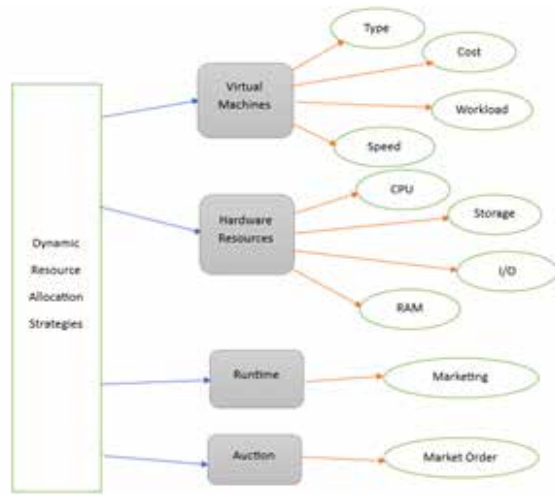 Dynamic
Resource
Allocation
Strategies
Virtual
Machines
Type
Cost
Workload
Speed
Hardware
Resources
CPU
Storage
I/O
RAM
Runtime
Marketing
Auction
Market Order